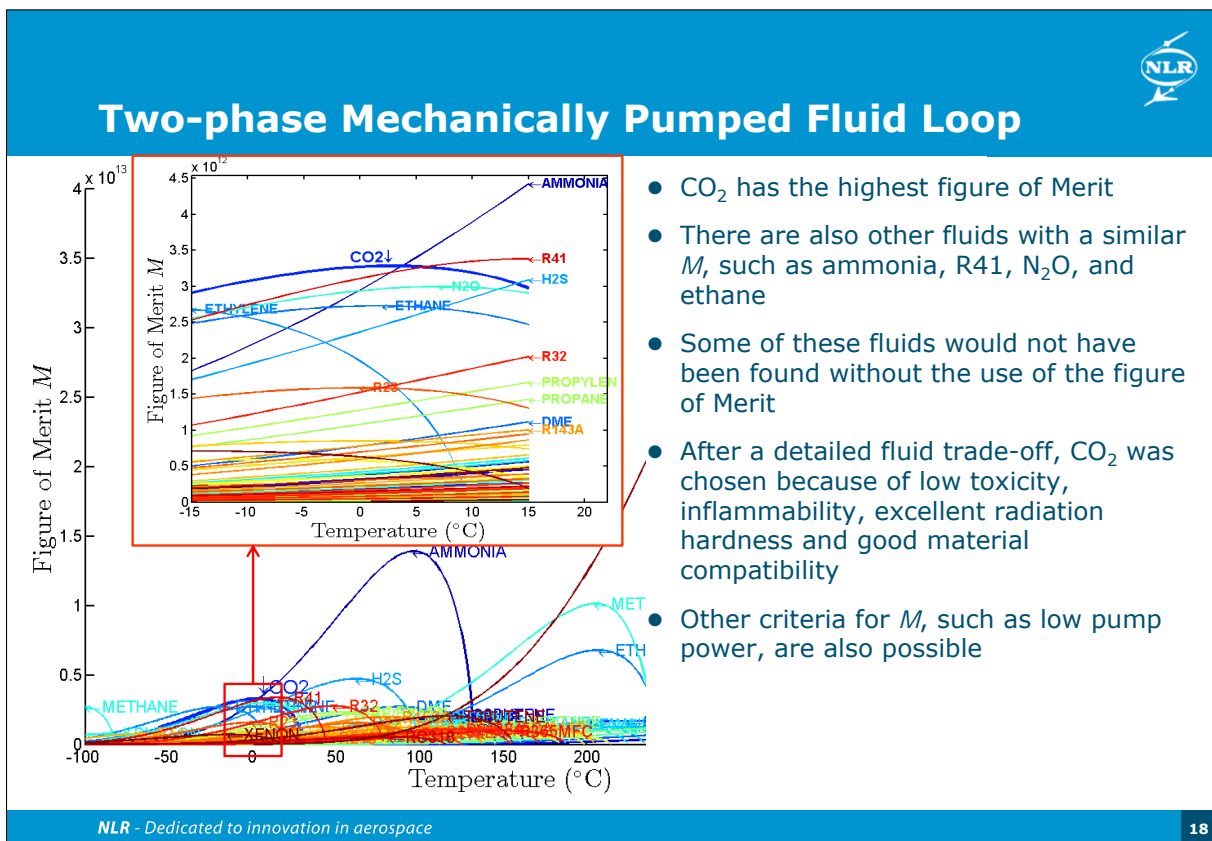 NLR
Two-phase Mechanically Pumped Fluid Loop
x 10^13
4
3.5
3
2.5
2
1.5
1
0.5
0
Figure of Merit M
-100
-50
0
50
100
150
200
Temperature (°C)
METHANE
CO2
R41
H2S
R32
DME
XENON
AMMONIA
MET
ETH
x 10^12
4.5
3.5
3
2.5
2
1.5
1
0.5
0
Figure of Merit M
-15
-10
-5
0
5
10
15
20
Temperature (°C)
AMMONIA
CO2↓
R41
H2S
N2O
ETHYLENE
ETHANE
R32
R23
PROPYLEN
PROPANE
DME
R143A
● CO₂ has the highest figure of Merit
● There are also other fluids with a similar
M, such as ammonia, R41, N₂O, and
ethane
● Some of these fluids would not have
been found without the use of the figure
of Merit
● After a detailed fluid trade-off, CO₂ was
chosen because of low toxicity,
inflammability, excellent radiation
hardness and good material
compatibility
● Other criteria for M, such as low pump
power, are also possible
NLR - Dedicated to innovation in aerospace
18